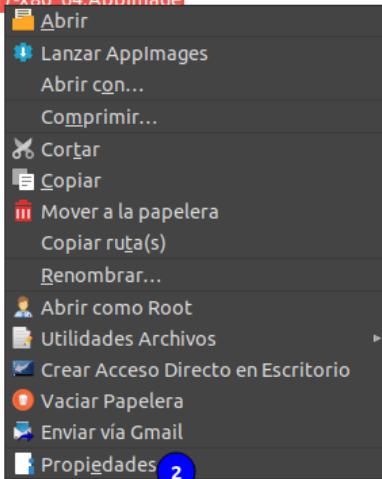 Abrir
Lanzar AppImages
Abrir con...
Comprimir...
Cortar
Copiar
Mover a la papelera
Copiar ruta(s)
Renombrar...
Abrir como Root
Utilidades Archivos
Crear Acceso Directo en Escritorio
Vaciar Papelera
Enviar vía Gmail
Propiedades 2